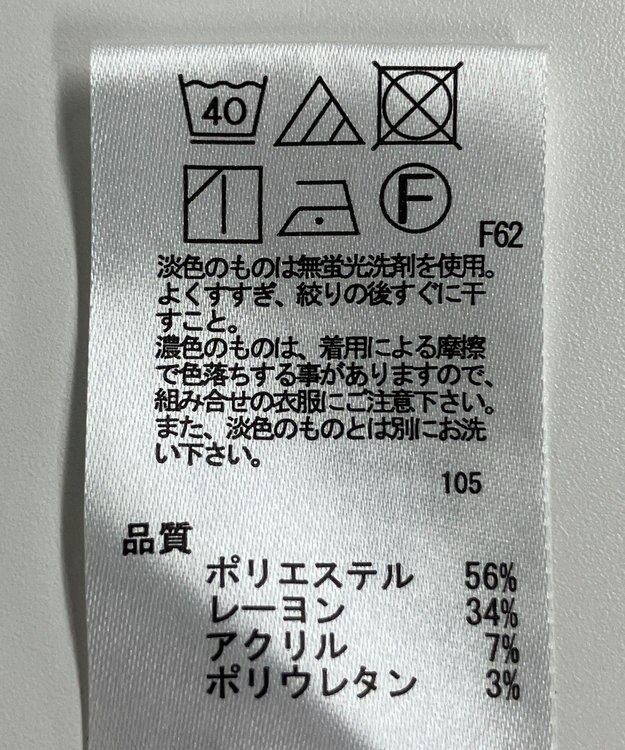 40
F
F62
淡色のものは無蛍光洗剤を使用。
よくすすぎ、絞りの後すぐに干
すこと。
濃色のものは、着用による摩擦
で色落ちする事がありますので、
組み合せの衣服にご注意下さい。
また、淡色のものとは別にお洗
い下さい。
105
品質
ポリエステル 56%
レーヨン 34%
アクリル 7%
ポリウレタン 3%